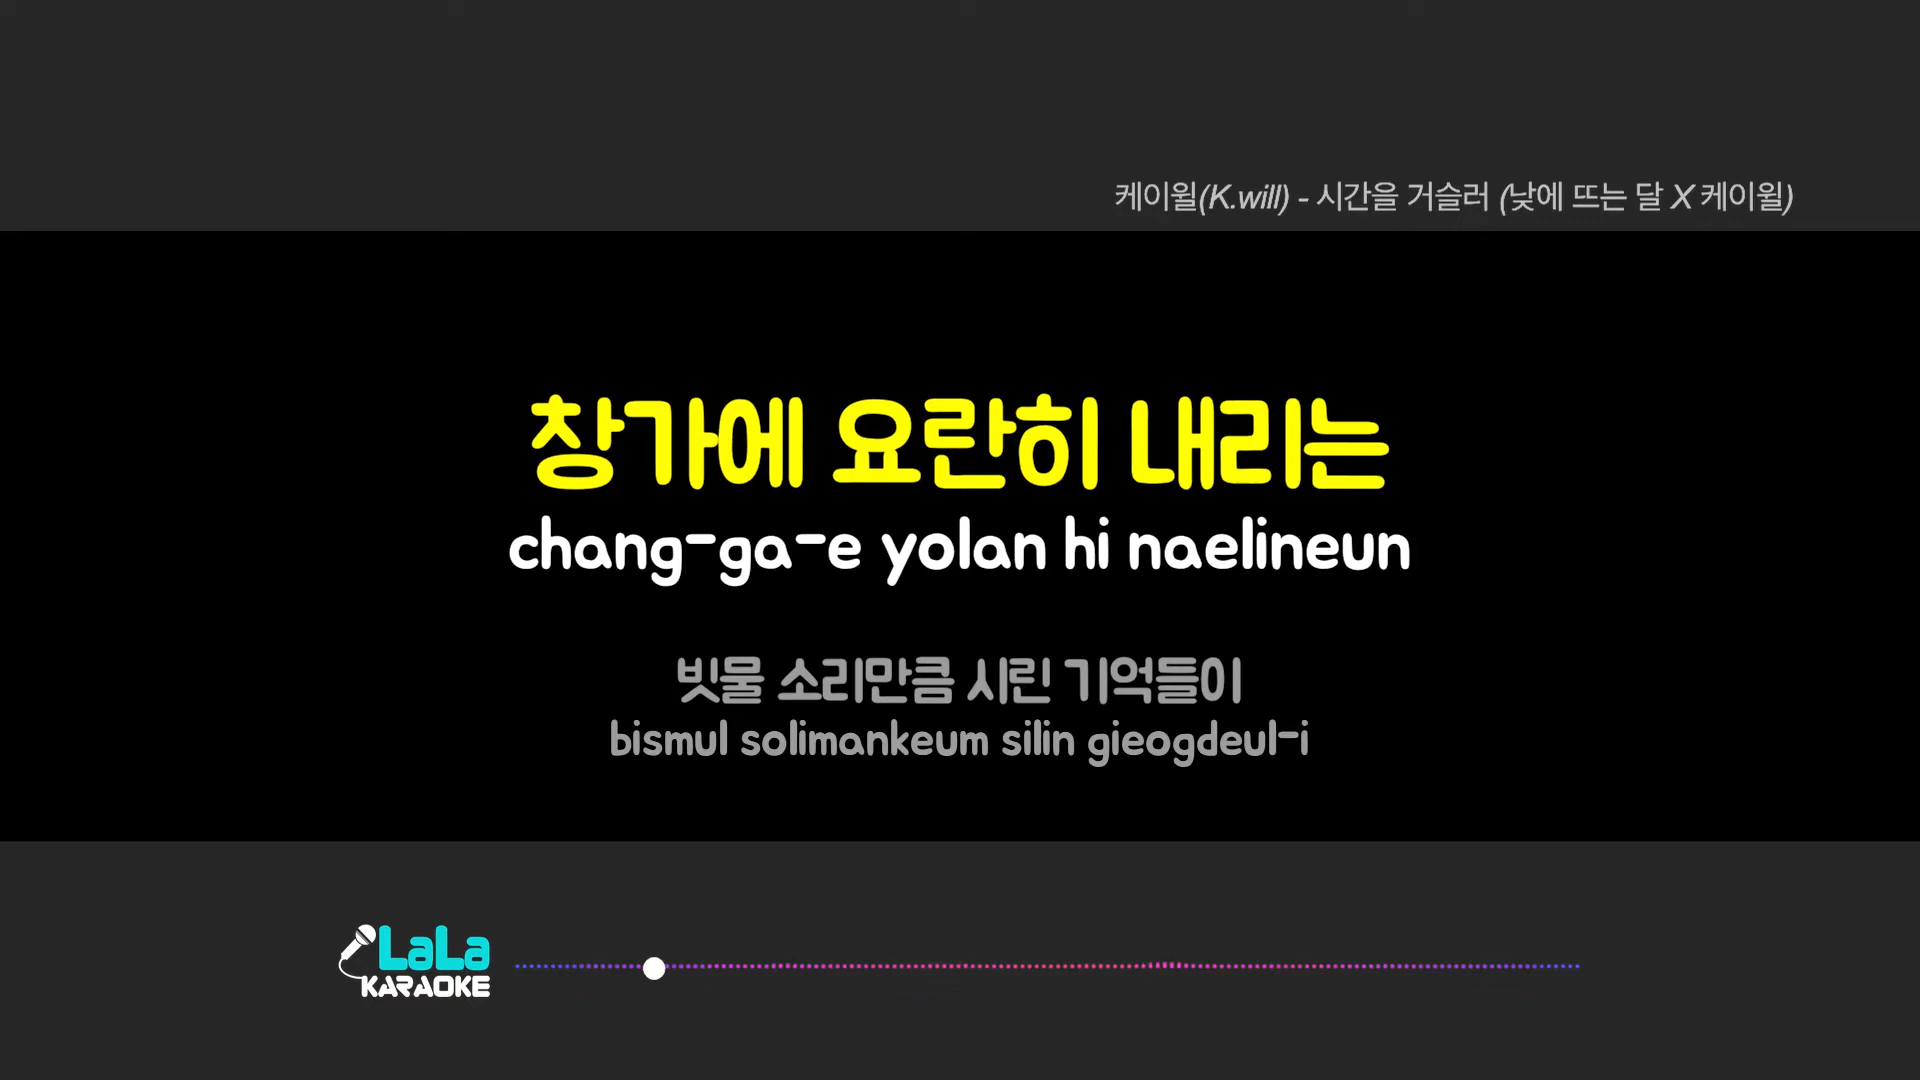 케이윌(K.will) - 시간을 거슬러 (낮에 뜨는 달 X 케이윌)
창가에 요란히 내리는
chang-ga-e yolan hi naelineun
빗물 소리만큼 시린 기억들이
bismul solimankeum silin gieogdeul-i
LaLa
KARAOKE